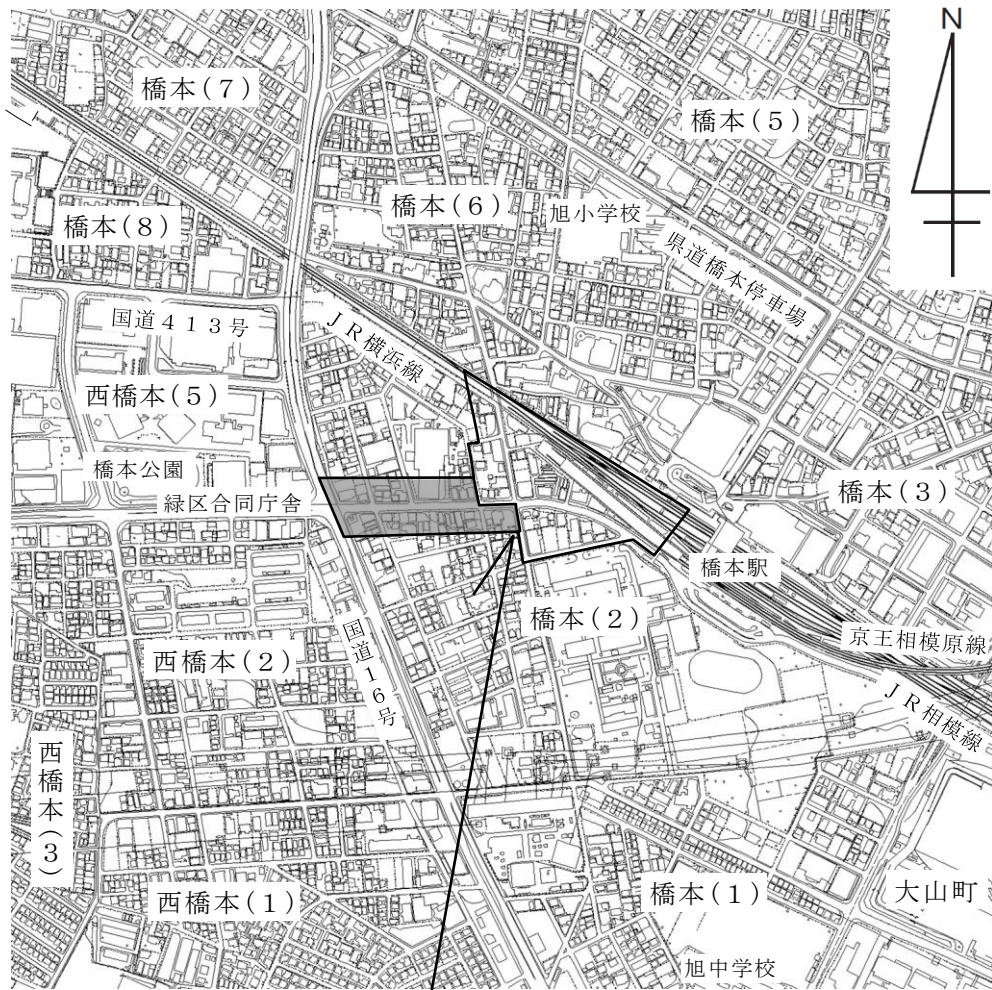 N
橋本(7)
橋本(5)
橋本(8)
橋本(6)
旭小学校
県道橋本停車場
国道413号
JR横浜線
西橋本(5)
橋本公園
緑区合同庁舎
橋本(3)
橋本駅
橋本(2)
京王相模原線
国道16号
西橋本(2)
JR相模線
西橋本(3)
西橋本(1)
橋本(1)
大山町
旭中学校